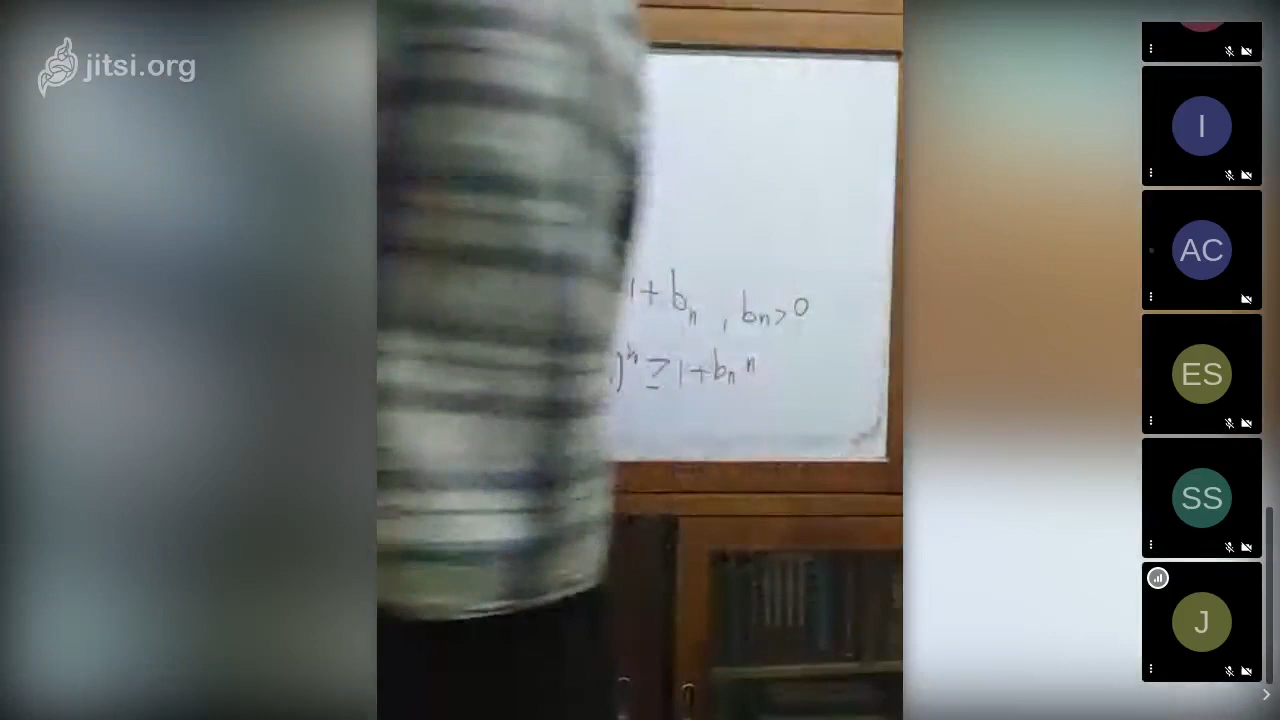 jitsi.org
1 + bₙ , bₙ > 0
)ⁿ ≥ 1 + bₙ n
I
AC
ES
SS
J